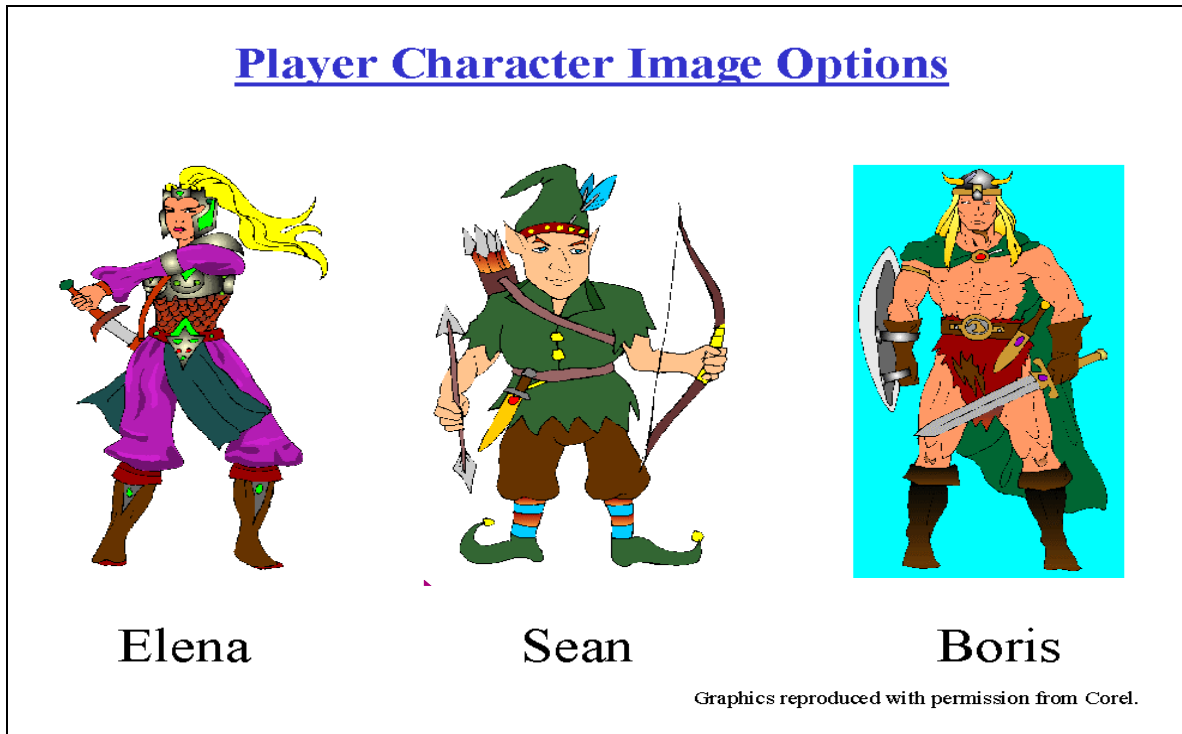 Player Character Image Options
Elena Sean Boris
Graphics reproduced with permission from Corel.